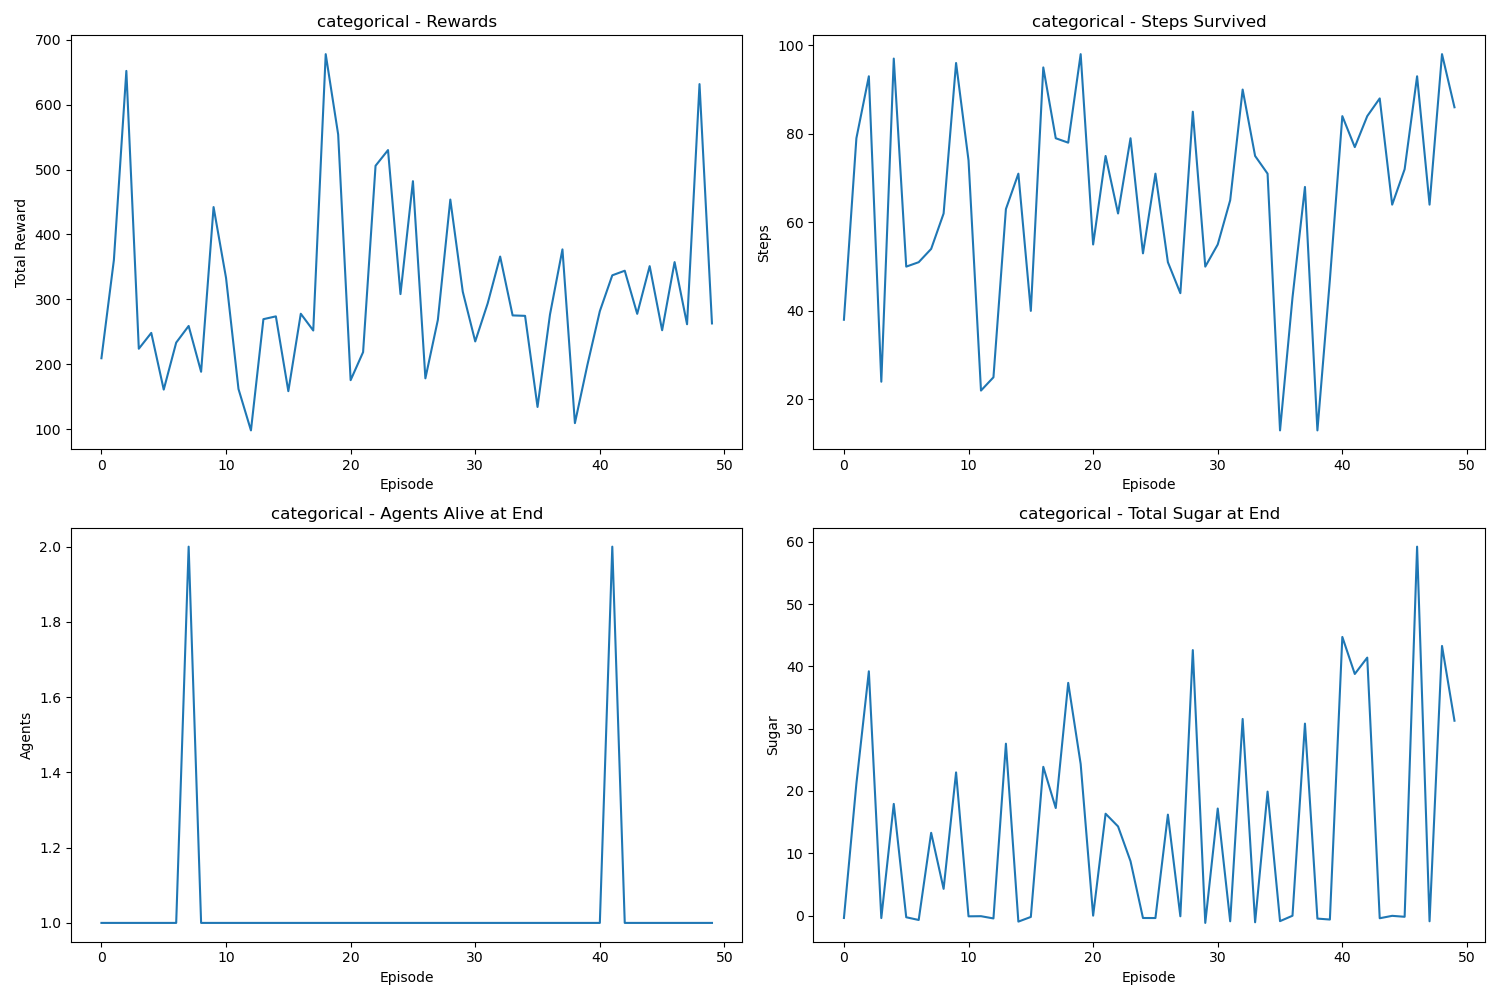 categorical - Rewards
Total Reward
700
600
500
400
300
200
100
0 10 20 30 40 50
Episode
categorical - Steps Survived
Steps
100
80
60
40
20
0 10 20 30 40 50
Episode
categorical - Agents Alive at End
Agents
2.0
1.8
1.6
1.4
1.2
1.0
0 10 20 30 40 50
Episode
categorical - Total Sugar at End
Sugar
60
50
40
30
20
10
0
0 10 20 30 40 50
Episode